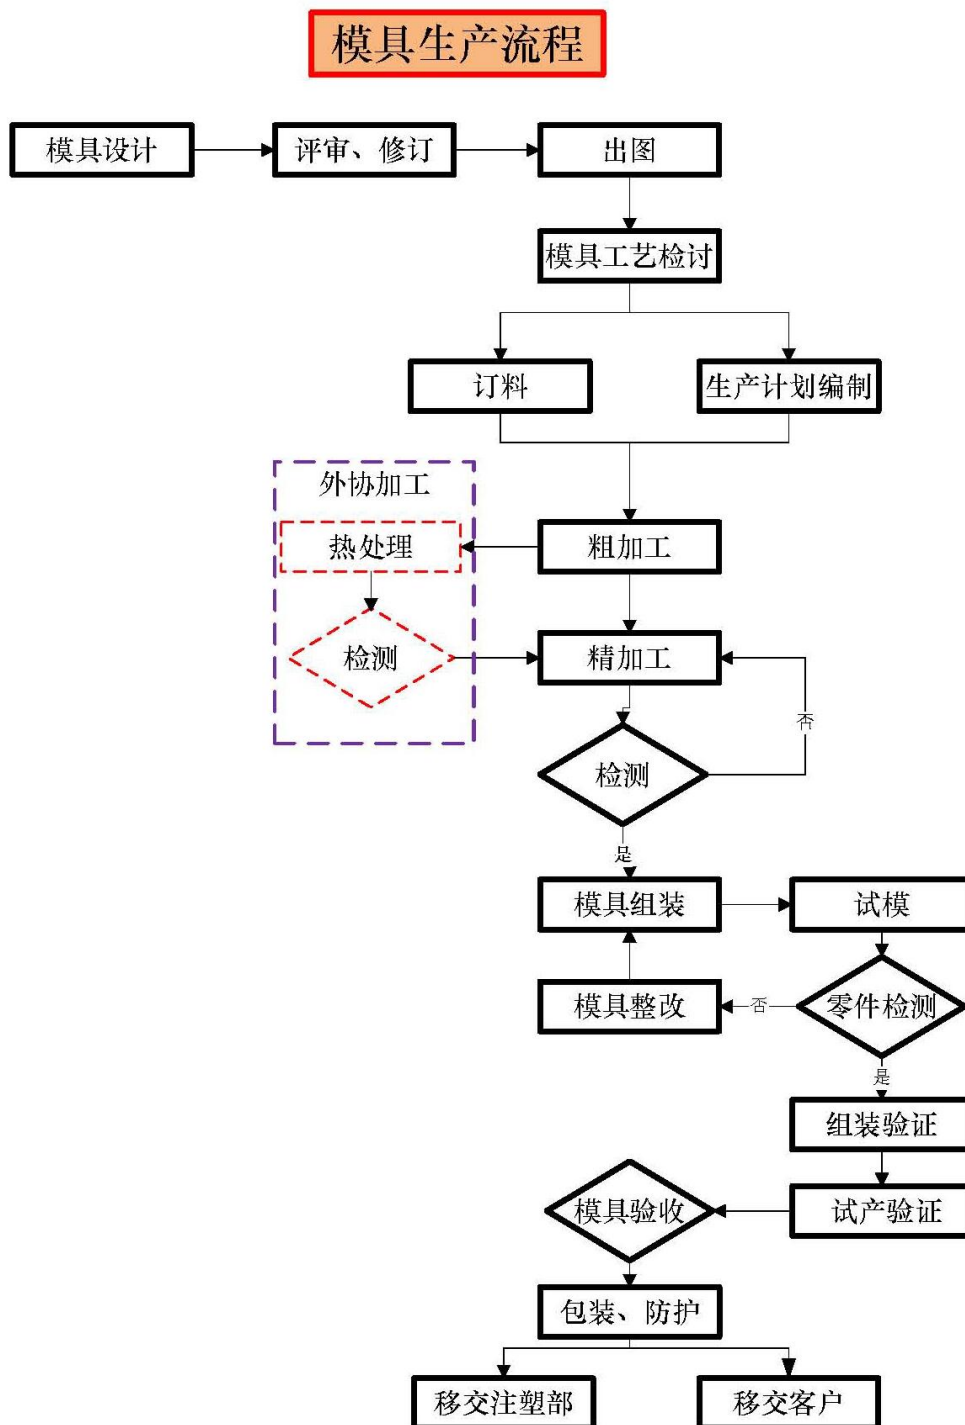 模具生产流程
模具设计
评审、修订
出图
模具工艺检讨
订料
生产计划编制
外协加工
热处理
粗加工
检测
精加工
否
检测
是
模具组装
试模
模具整改
否
零件检测
是
组装验证
模具验收
试产验证
包装、防护
移交注塑部
移交客户